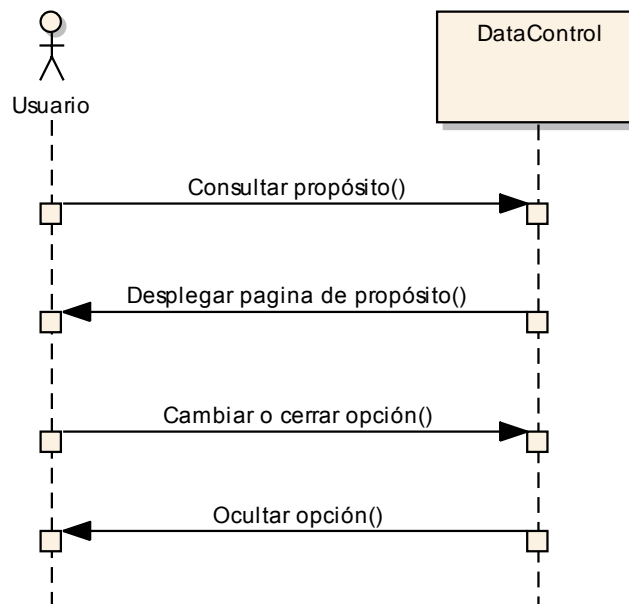 DataControl
Usuario
Consultar propósito()
Desplegar pagina de propósito()
Cambiar o cerrar opción()
Ocultar opción()